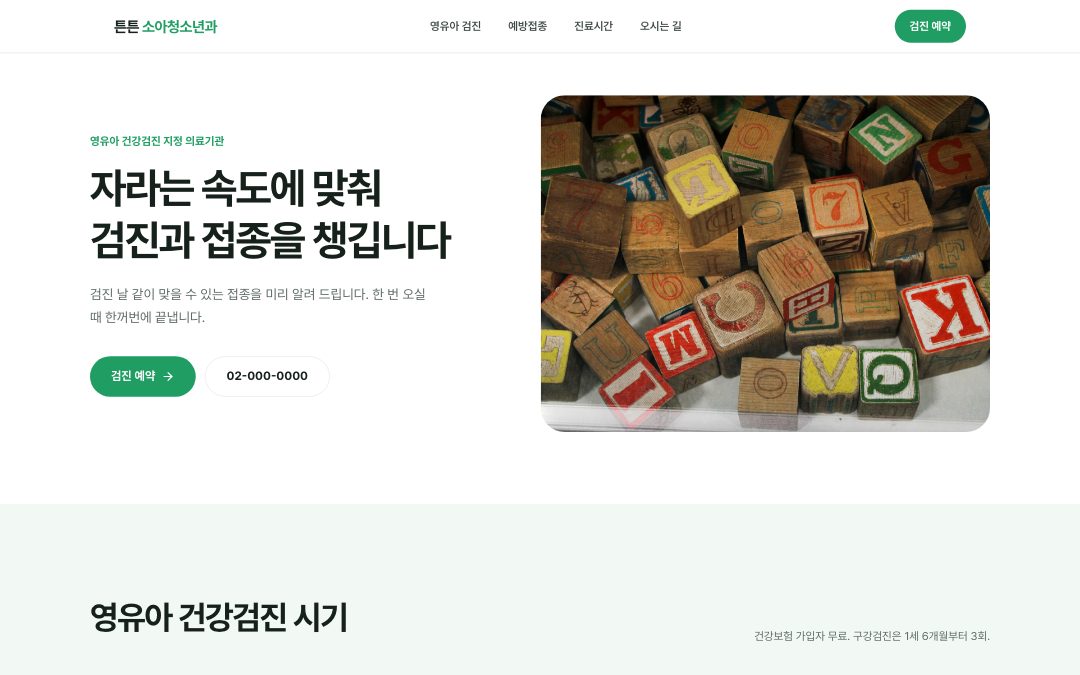 튼튼 소아청소년과
영유아 검진
예방접종
진료시간
오시는 길
검진 예약
영유아 건강검진 지정 의료기관
자라는 속도에 맞춰
검진과 접종을 챙깁니다
검진 날 같이 맞을 수 있는 접종을 미리 알려 드립니다. 한 번 오실
때 한꺼번에 끝냅니다.
검진 예약 →
02-000-0000
N
G
7
K
M
C
I
V
Q
영유아 건강검진 시기
건강보험 가입자 무료. 구강검진은 1세 6개월부터 3회.